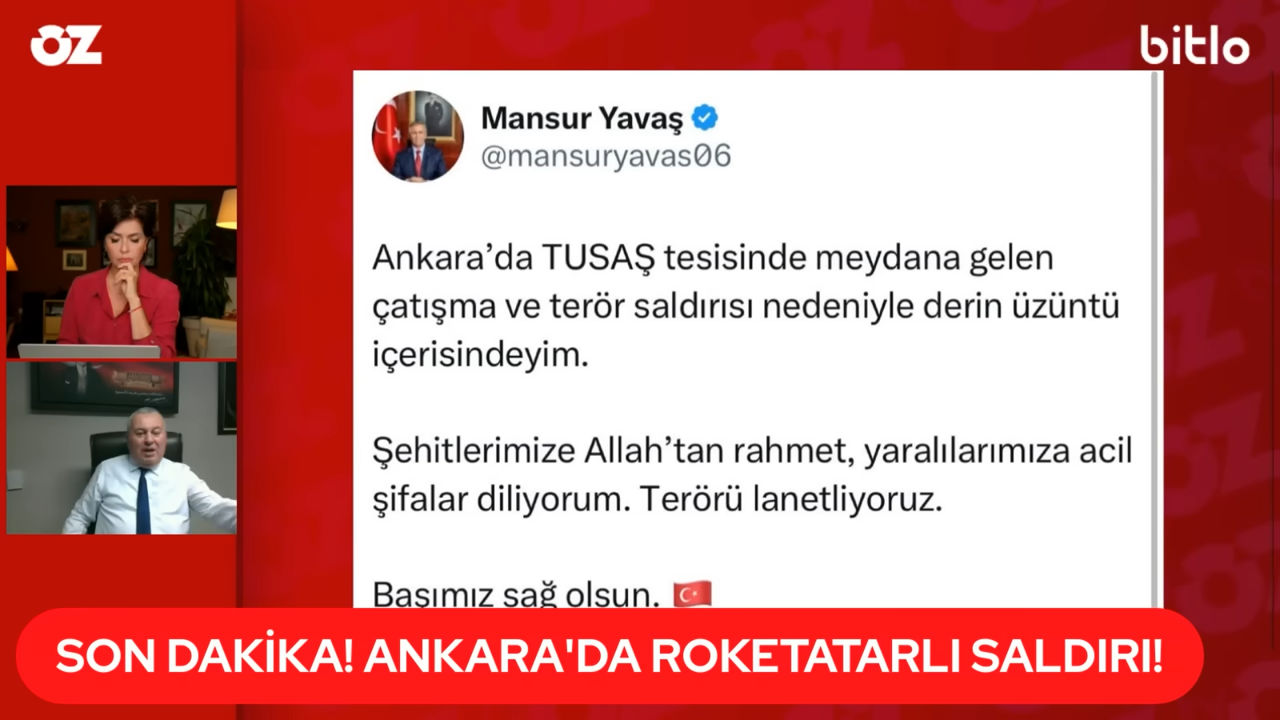 ÖZ
bitlo
Mansur Yavaş
@mansuryavas06
Ankara’da TUSAŞ tesisinde meydana gelen
çatışma ve terör saldırısı nedeniyle derin üzüntü
içerisindeyim.
Şehitlerimize Allah’tan rahmet, yaralılarımıza acil
şifalar diliyorum. Terörü lanetliyoruz.
Başımız sağ olsun. 🇹🇷
SON DAKİKA! ANKARA'DA ROKETATARLI SALDIRI!